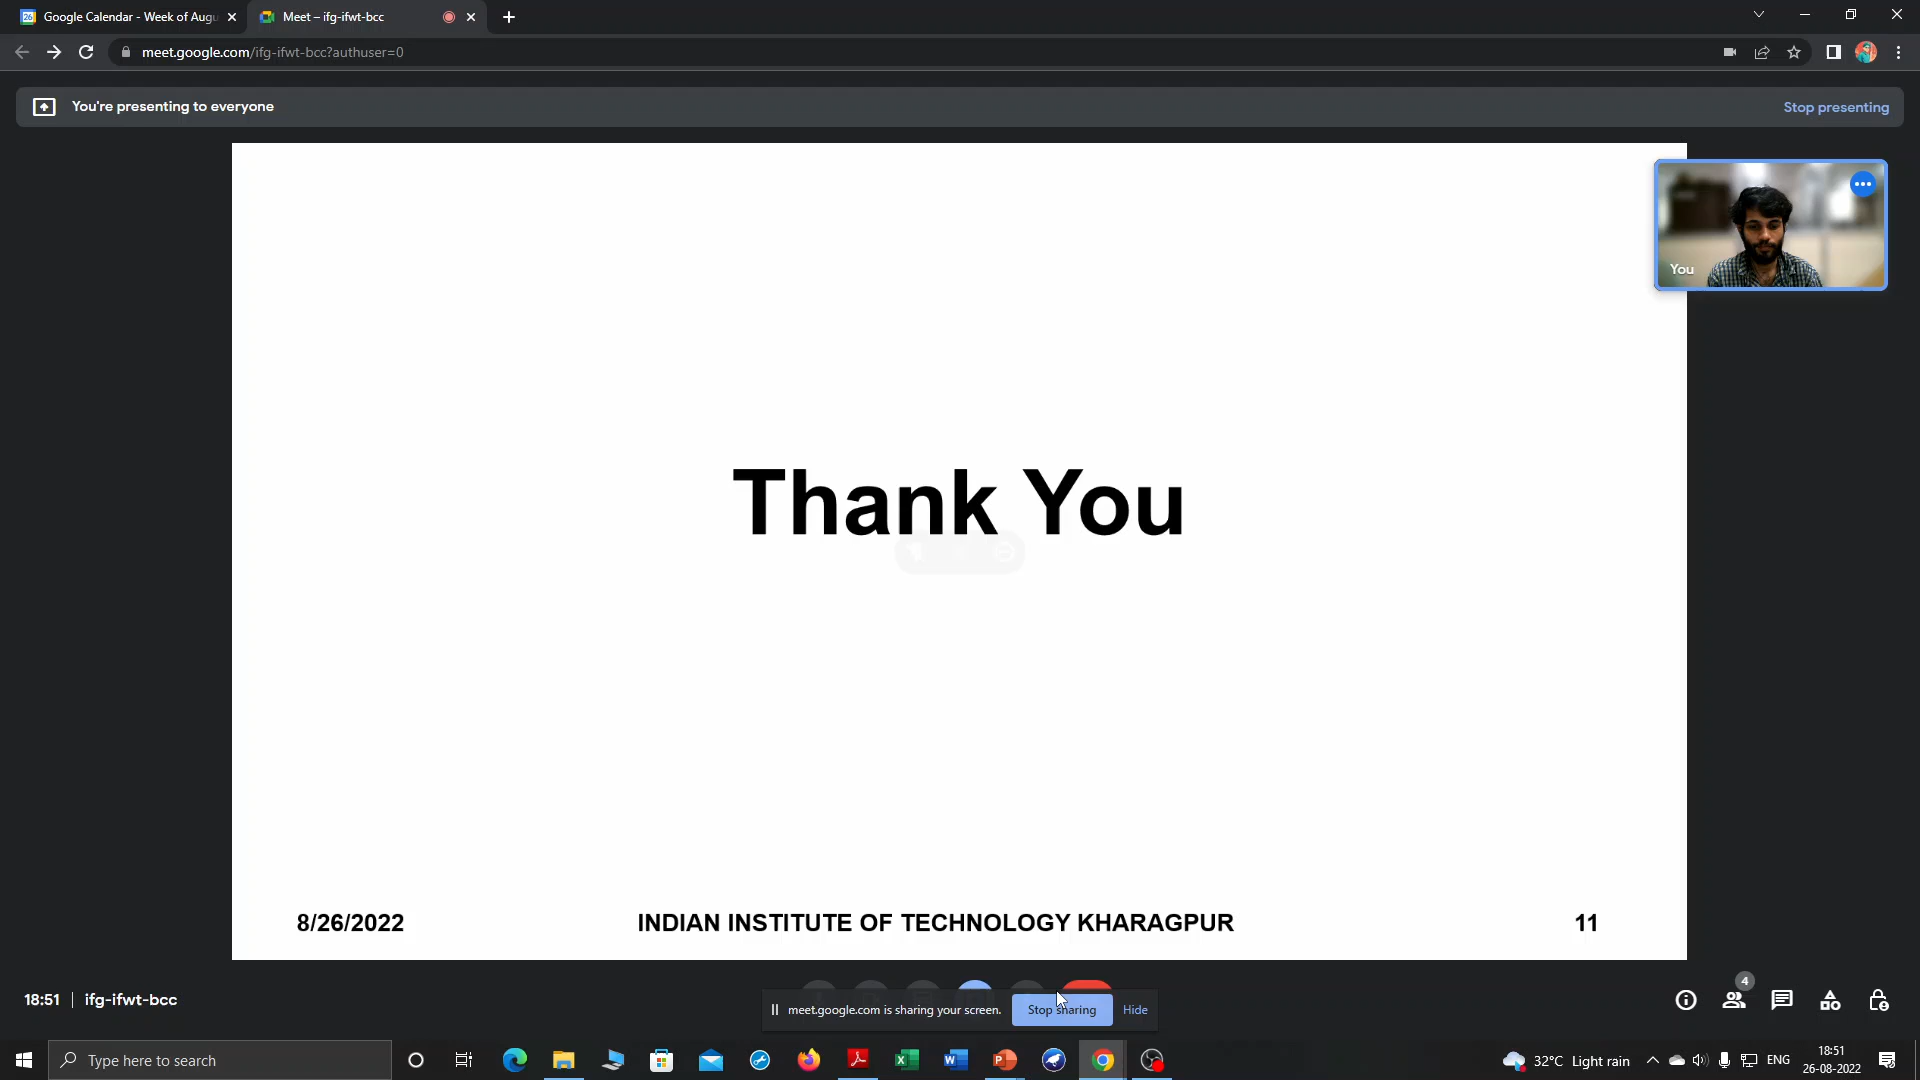 Google Calendar - Week of Augu
Meet – ifg-ifwt-bcc
meet.google.com/ifg-ifwt-bcc?authuser=0
You're presenting to everyone
Stop presenting
You
Thank You
8/26/2022
INDIAN INSTITUTE OF TECHNOLOGY KHARAGPUR
11
18:51 | ifg-ifwt-bcc
4
meet.google.com is sharing your screen.
Stop sharing
Hide
Type here to search
32°C Light rain
ENG
18:51
26-08-2022